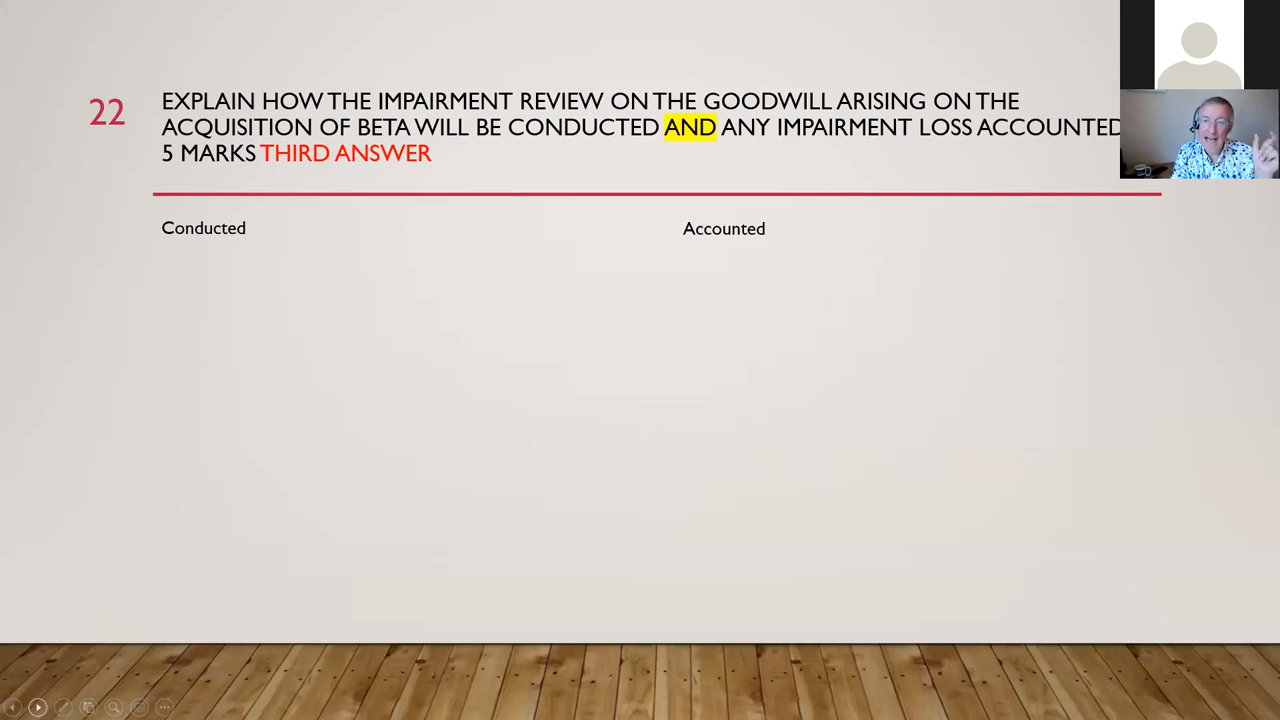 22
EXPLAIN HOW THE IMPAIRMENT REVIEW ON THE GOODWILL ARISING ON THE
ACQUISITION OF BETA WILL BE CONDUCTED AND ANY IMPAIRMENT LOSS ACCOUNTED
5 MARKS THIRD ANSWER
Conducted
Accounted